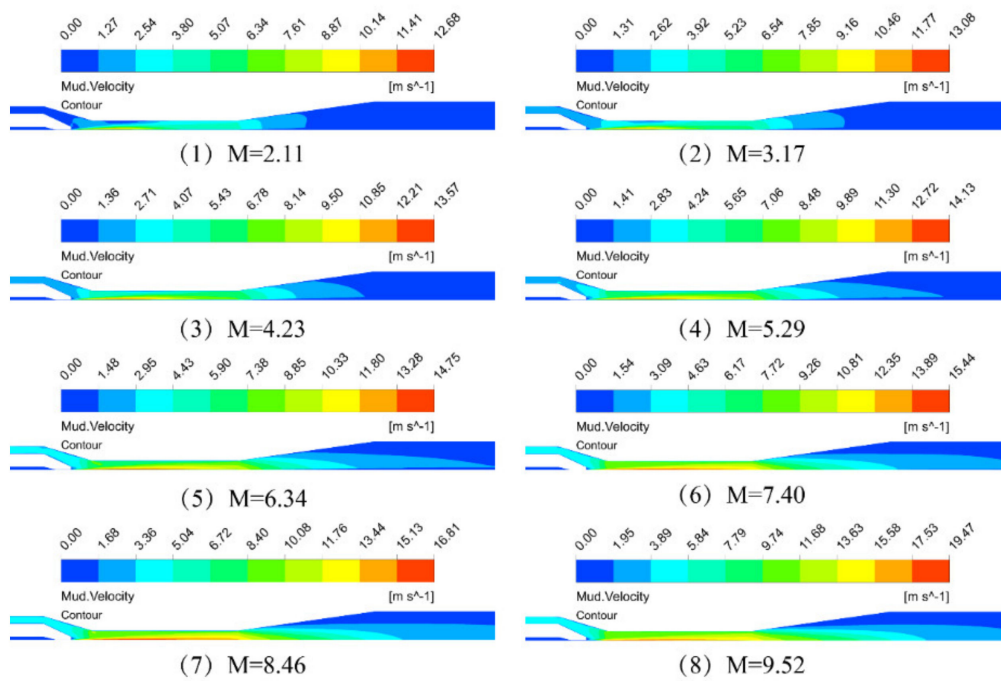 0.00 1.27 2.54 3.80 5.07 6.34 7.61 8.87 10.14 11.41 12.68
Mud.Velocity [m s^-1]
Contour
(1) M=2.11
0.00 1.31 2.62 3.92 5.23 6.54 7.85 9.16 10.46 11.77 13.08
Mud.Velocity [m s^-1]
Contour
(2) M=3.17
0.00 1.36 2.71 4.07 5.43 6.78 8.14 9.50 10.85 12.21 13.57
Mud.Velocity [m s^-1]
Contour
(3) M=4.23
0.00 1.41 2.83 4.24 5.65 7.06 8.48 9.89 11.30 12.72 14.13
Mud.Velocity [m s^-1]
Contour
(4) M=5.29
0.00 1.48 2.95 4.43 5.90 7.38 8.85 10.33 11.80 13.28 14.75
Mud.Velocity [m s^-1]
Contour
(5) M=6.34
0.00 1.54 3.09 4.63 6.17 7.72 9.26 10.81 12.35 13.89 15.44
Mud.Velocity [m s^-1]
Contour
(6) M=7.40
0.00 1.68 3.36 5.04 6.72 8.40 10.08 11.76 13.44 15.13 16.81
Mud.Velocity [m s^-1]
Contour
(7) M=8.46
0.00 1.95 3.89 5.84 7.79 9.74 11.68 13.63 15.58 17.53 19.47
Mud.Velocity [m s^-1]
Contour
(8) M=9.52